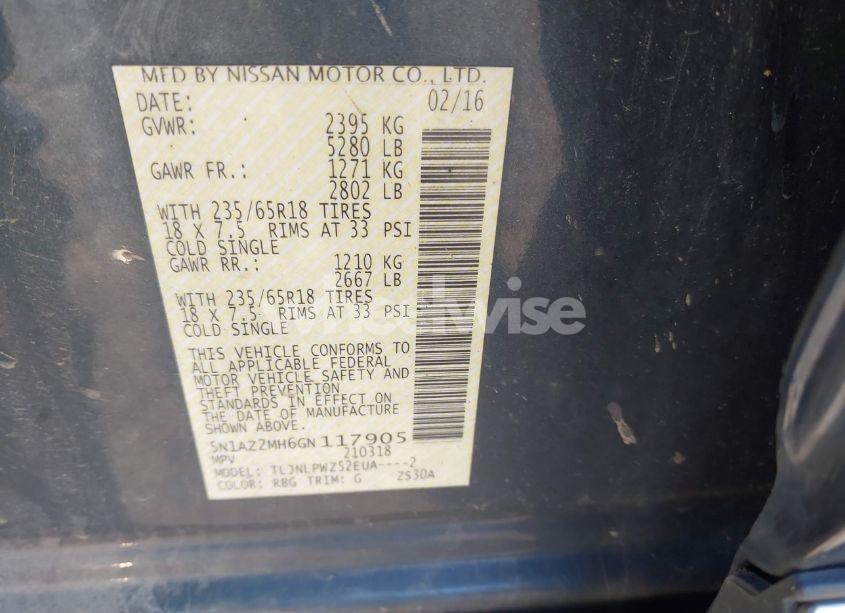 MFD BY NISSAN MOTOR CO., LTD.
DATE: 02/16
GVWR: 2395 KG
5280 LB
GAWR FR.: 1271 KG
2802 LB
WITH 235/65R18 TIRES
18 X 7.5 RIMS AT 33 PSI
COLD SINGLE
GAWR RR.: 1210 KG
2667 LB
WITH 235/65R18 TIRES
18 X 7.5 RIMS AT 33 PSI
COLD SINGLE
wheelwise
THIS VEHICLE CONFORMS TO
ALL APPLICABLE FEDERAL
MOTOR VEHICLE SAFETY AND
THEFT PREVENTION
STANDARDS IN EFFECT ON
THE DATE OF MANUFACTURE
SHOWN ABOVE.
5N1AZ2MH6GN117905
MPV 210318
MODEL: TLJNLPWZ52EUA----2
COLOR: RBG TRIM: G Z530A